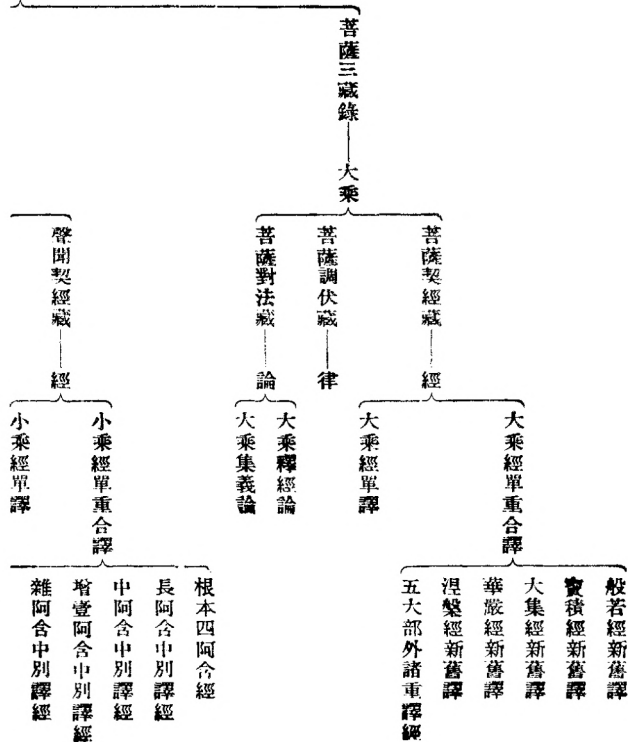 菩薩三藏錄
大乘
菩薩契經藏
經
大乘經單重合譯
般若經新舊譯
寶積經新舊譯
大集經新舊譯
華嚴經新舊譯
涅槃經新舊譯
五大部外諸重譯經
大乘經單譯
菩薩調伏藏
律
菩薩對法藏
論
大乘釋經論
大乘集義論
聲聞契經藏
經
小乘經單重合譯
根本四阿含經
長阿含中別譯經
中阿含中別譯經
增壹阿含中別譯經
雜阿含中別譯經
小乘經單譯